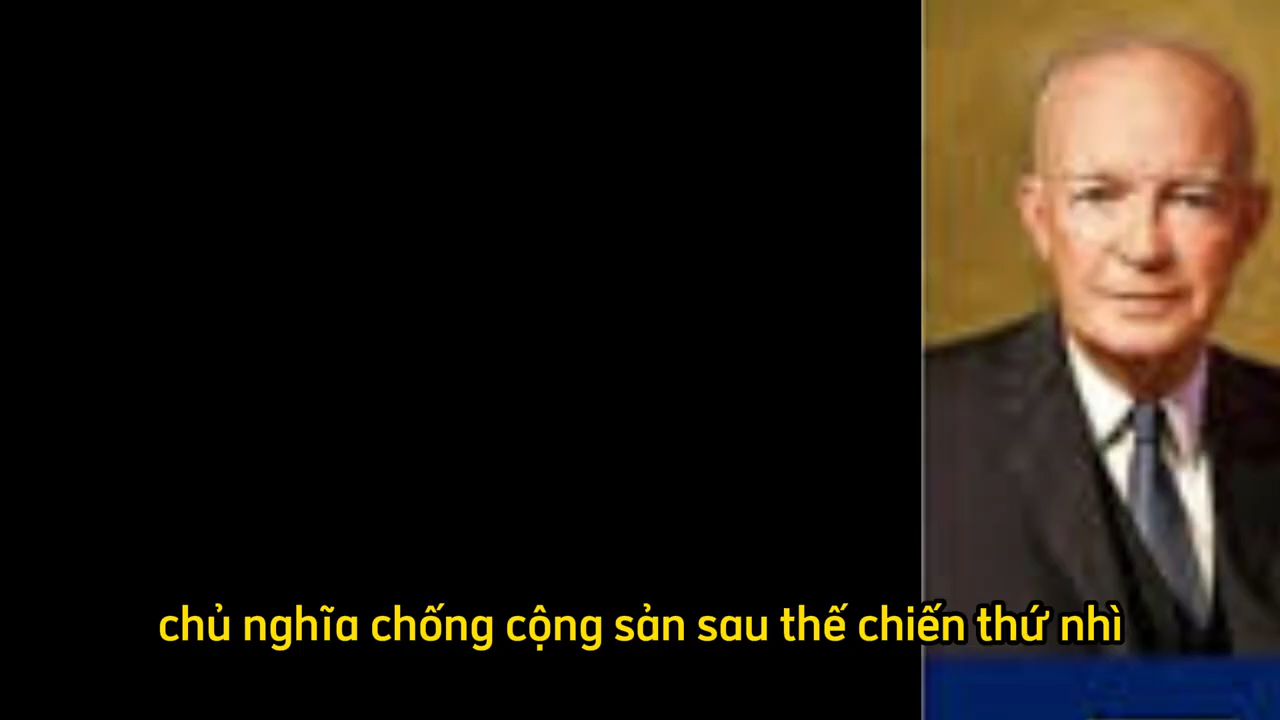 chủ nghĩa chống cộng sản sau thế chiến thứ nhì